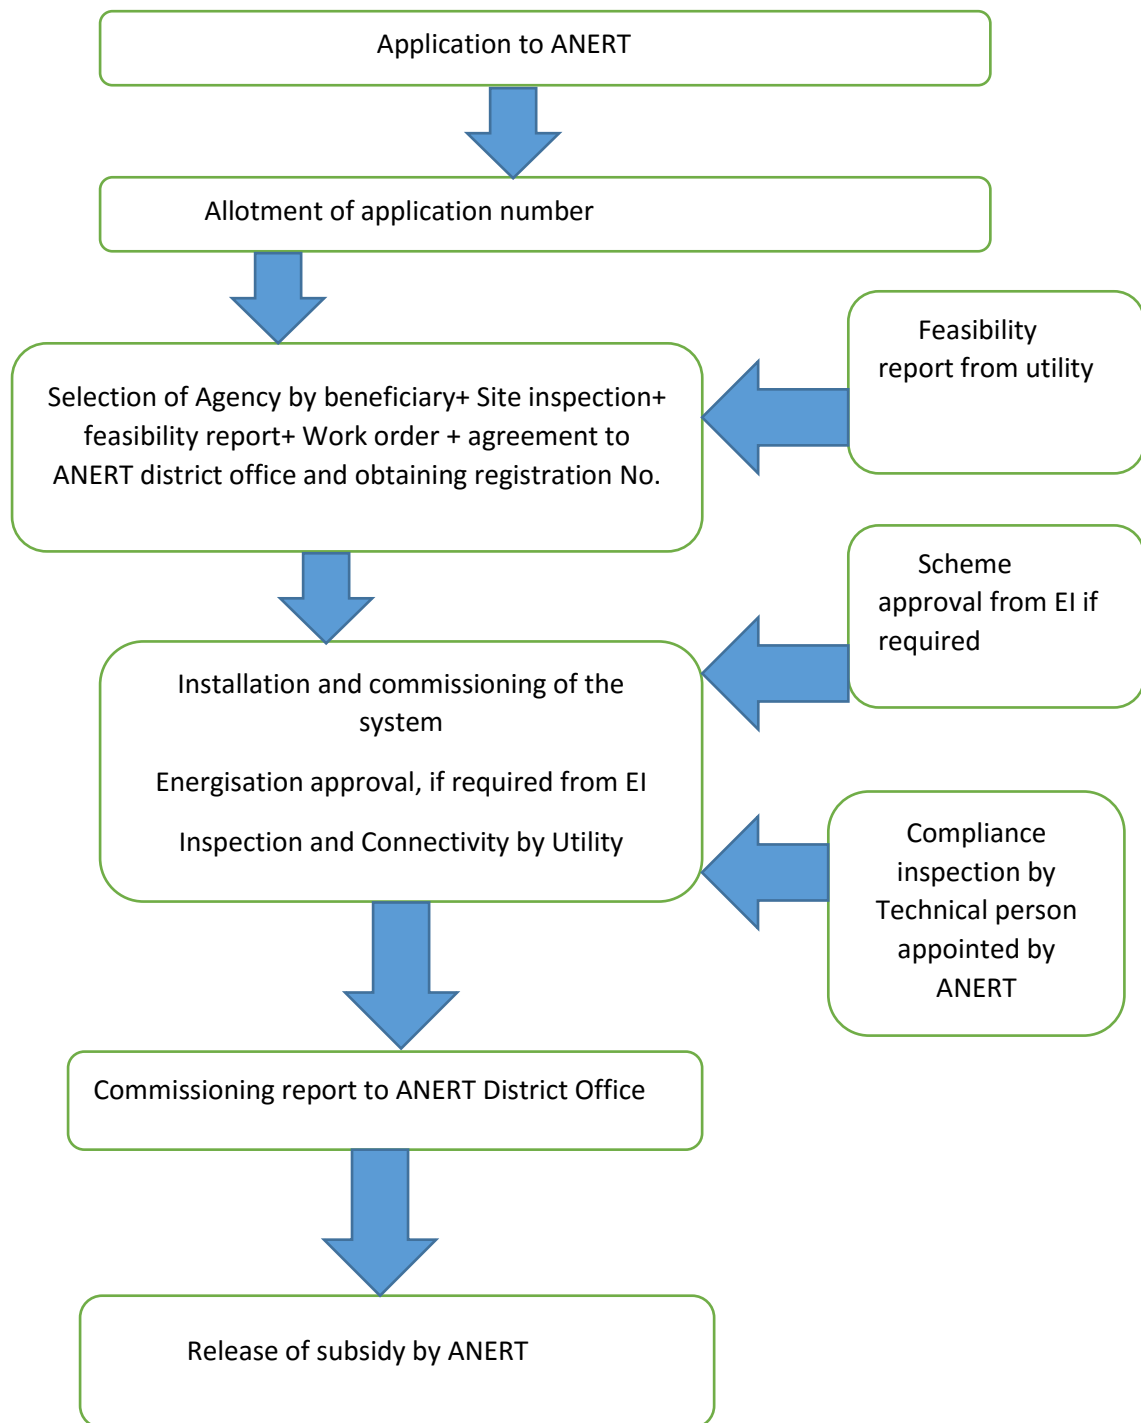 Application to ANERT
Allotment of application number
Feasibility
report from utility
Selection of Agency by beneficiary+ Site inspection+
feasibility report+ Work order + agreement to
ANERT district office and obtaining registration No.
Scheme
approval from EI if
required
Installation and commissioning of the
system
Energisation approval, if required from EI
Inspection and Connectivity by Utility
Compliance
inspection by
Technical person
appointed by
ANERT
Commissioning report to ANERT District Office
Release of subsidy by ANERT